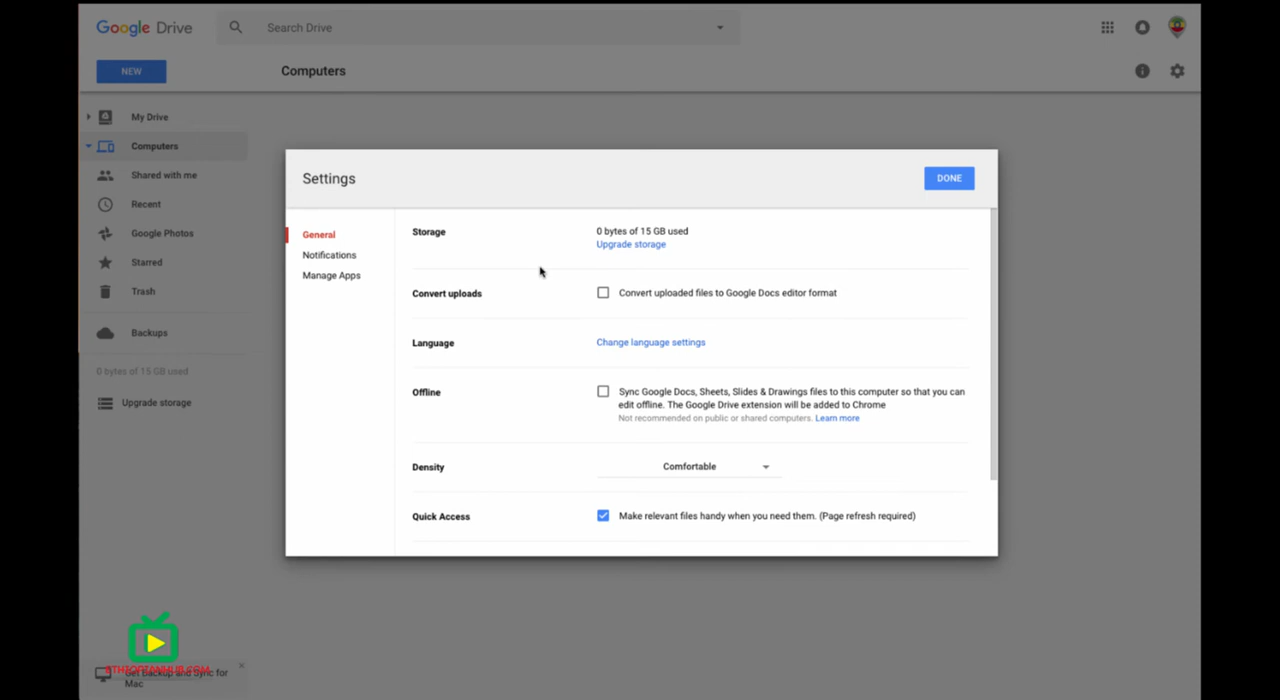 Google Drive
Search Drive
NEW
Computers
My Drive
Computers
Shared with me
Recent
Google Photos
Starred
Trash
Backups
0 bytes of 15 GB used
Upgrade storage
Get Backup and Sync for
Mac
Settings
DONE
General
Notifications
Manage Apps
Storage
0 bytes of 15 GB used
Upgrade storage
Convert uploads
Convert uploaded files to Google Docs editor format
Language
Change language settings
Offline
Sync Google Docs, Sheets, Slides & Drawings files to this computer so that you can
edit offline. The Google Drive extension will be added to Chrome
Not recommended on public or shared computers. Learn more
Density
Comfortable
Quick Access
Make relevant files handy when you need them. (Page refresh required)